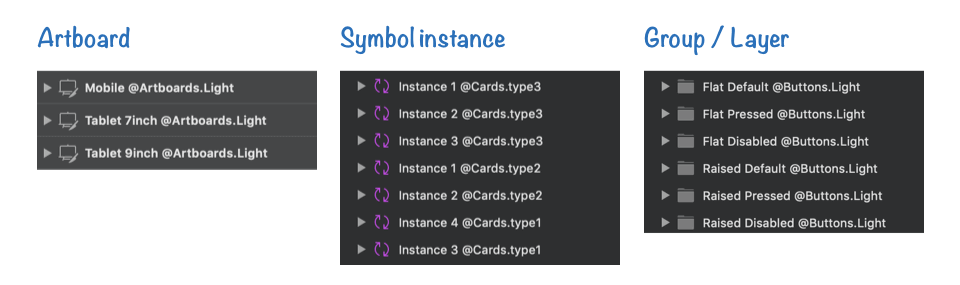 Artboard
Mobile @Artboards.Light
Tablet 7inch @Artboards.Light
Tablet 9inch @Artboards.Light
Symbol instance
Instance 1 @Cards.type3
Instance 2 @Cards.type3
Instance 3 @Cards.type3
Instance 1 @Cards.type2
Instance 2 @Cards.type2
Instance 4 @Cards.type1
Instance 3 @Cards.type1
Group / Layer
Flat Default @Buttons.Light
Flat Pressed @Buttons.Light
Flat Disabled @Buttons.Light
Raised Default @Buttons.Light
Raised Pressed @Buttons.Light
Raised Disabled @Buttons.Light